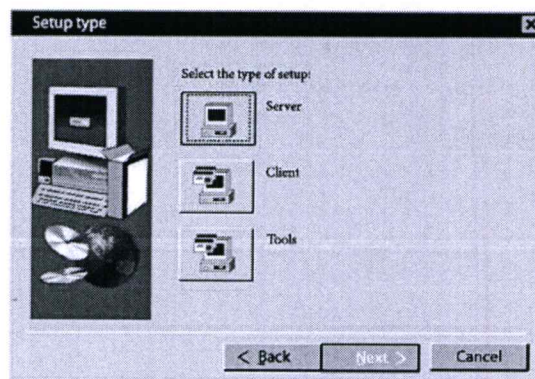 Setup type
Select the type of setup:
Server
Client
Tools
< Back
Next >
Cancel